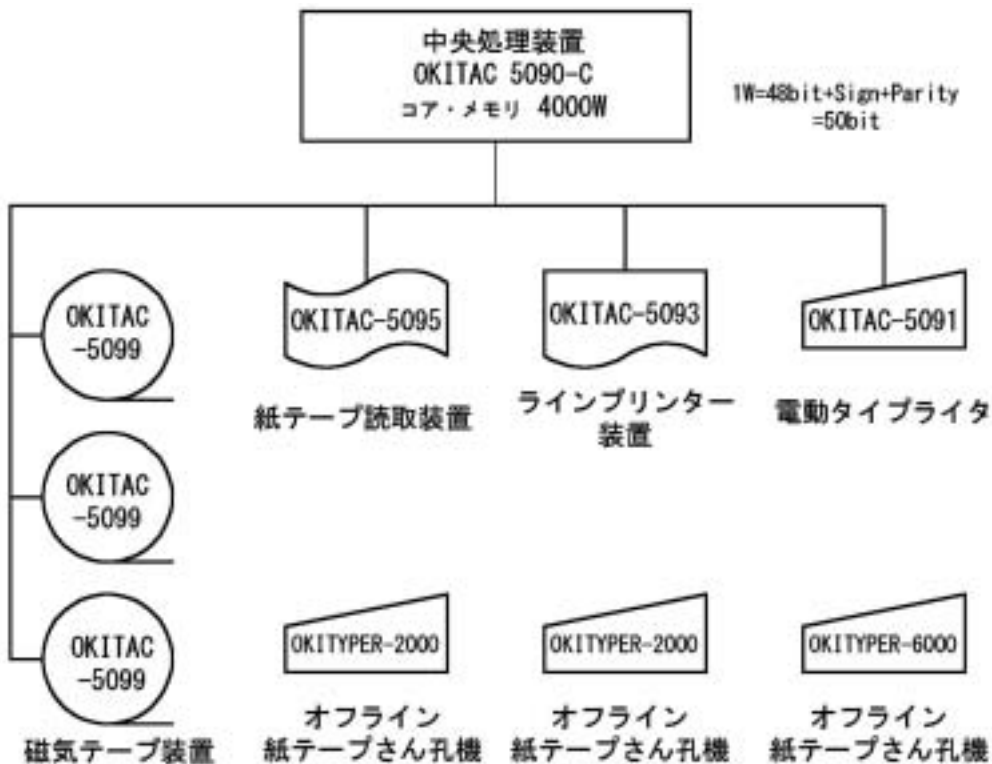 中央処理装置
OKITAC 5090-C
コア・メモリ 4000W
1W=48bit+Sign+Parity
=50bit
OKITAC
-5099
OKITAC-5095
紙テープ読取装置
OKITAC-5093
ラインプリンター
装置
OKITAC-5091
電動タイプライタ
OKITAC
-5099
OKITAC
-5099
磁気テープ装置
OKITYPER-2000
オフライン
紙テープさん孔機
OKITYPER-2000
オフライン
紙テープさん孔機
OKITYPER-6000
オフライン
紙テープさん孔機